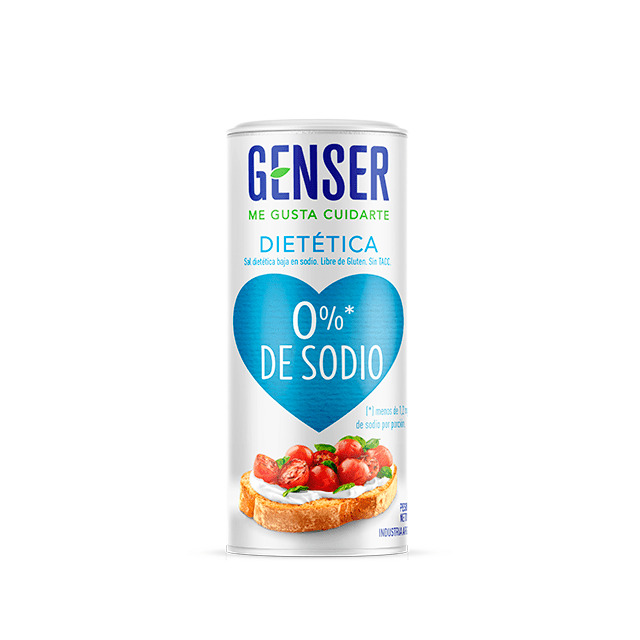 GENSER
ME GUSTA CUIDARTE
DIETÉTICA
Sal dietética baja en sodio. Libre de Gluten. Sin TACC.
0%*
DE SODIO
(*) menos de
de sodio por porción.
INDUSTRIA